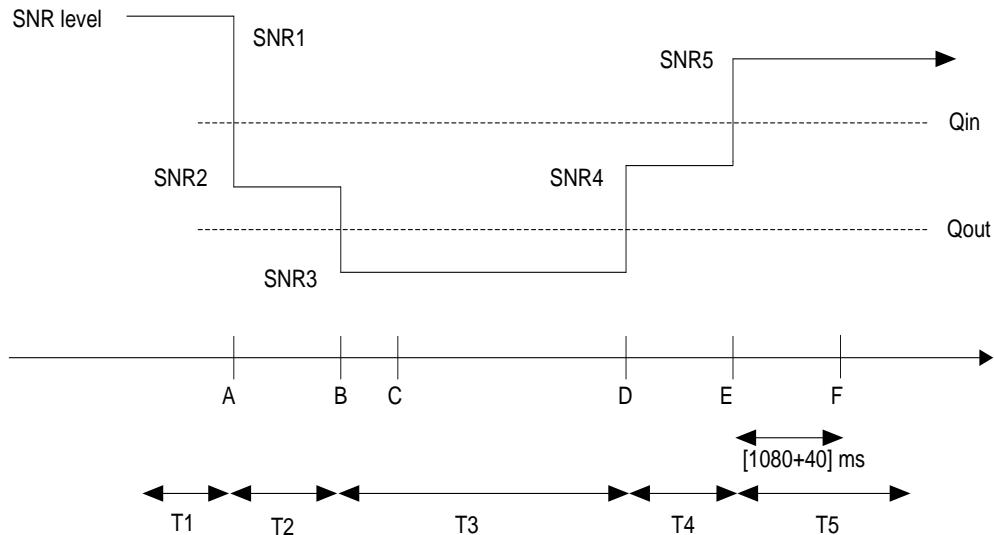 SNR level
SNR1
SNR5
Qin
SNR2
SNR4
Qout
SNR3
A
B
C
D
E
F
[1080+40] ms
T1
T2
T3
T4
T5